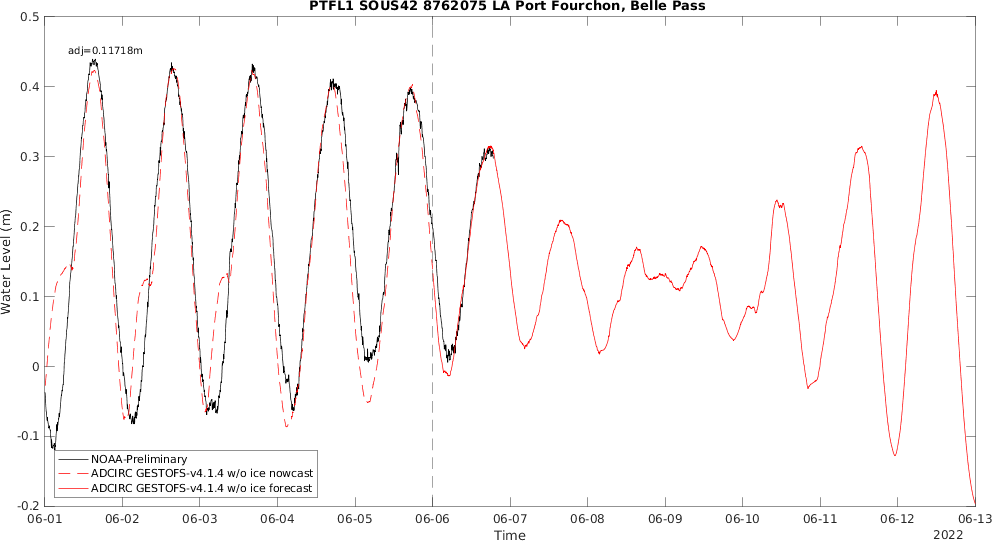 PTFL1 SOUS42 8762075 LA Port Fourchon, Belle Pass
adj=0.11718m
Water Level (m)
0.5
0.4
0.3
0.2
0.1
0
-0.1
-0.2
NOAA-Preliminary
ADCIRC GESTOFS-v4.1.4 w/o ice nowcast
ADCIRC GESTOFS-v4.1.4 w/o ice forecast
06-01 06-02 06-03 06-04 06-05 06-06 06-07 06-08 06-09 06-10 06-11 06-12 06-13
Time
2022